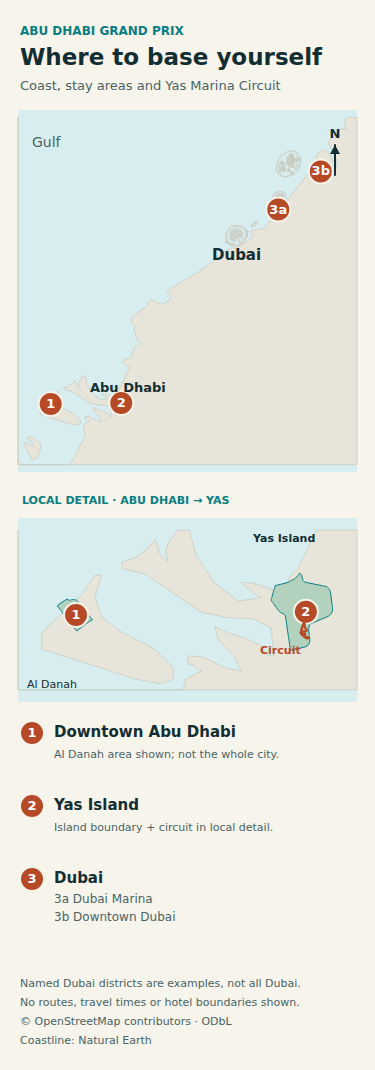 ABU DHABI GRAND PRIX
Where to base yourself
Coast, stay areas and Yas Marina Circuit
Gulf
N
3b
3a
Dubai
Abu Dhabi
1
2
LOCAL DETAIL · ABU DHABI → YAS
Yas Island
1
2
Circuit
Al Danah
1 Downtown Abu Dhabi
Al Danah area shown; not the whole city.
2 Yas Island
Island boundary + circuit in local detail.
3 Dubai
3a Dubai Marina
3b Downtown Dubai
Named Dubai districts are examples, not all Dubai.
No routes, travel times or hotel boundaries shown.
© OpenStreetMap contributors · ODbL
Coastline: Natural Earth